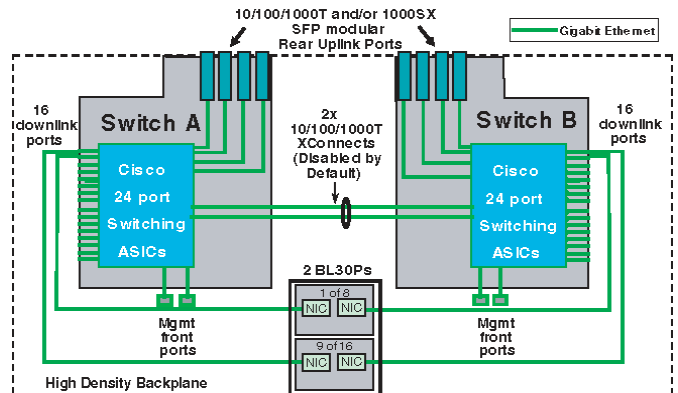 10/100/1000T and/or 1000SX
SFP modular
Rear Uplink Ports
Gigabit Ethernet
16
downlink
ports
Switch A
2x
10/100/1000T
XConnects
(Disabled by
Default)
Switch B
16
downlink
ports
Cisco
24 port
Switching
ASICs
Cisco
24 port
Switching
ASICs
2 BL30Ps
1 of 8
NIC NIC
9 of 16
NIC NIC
Mgmt
front
ports
Mgmt
front
ports
High Density Backplane